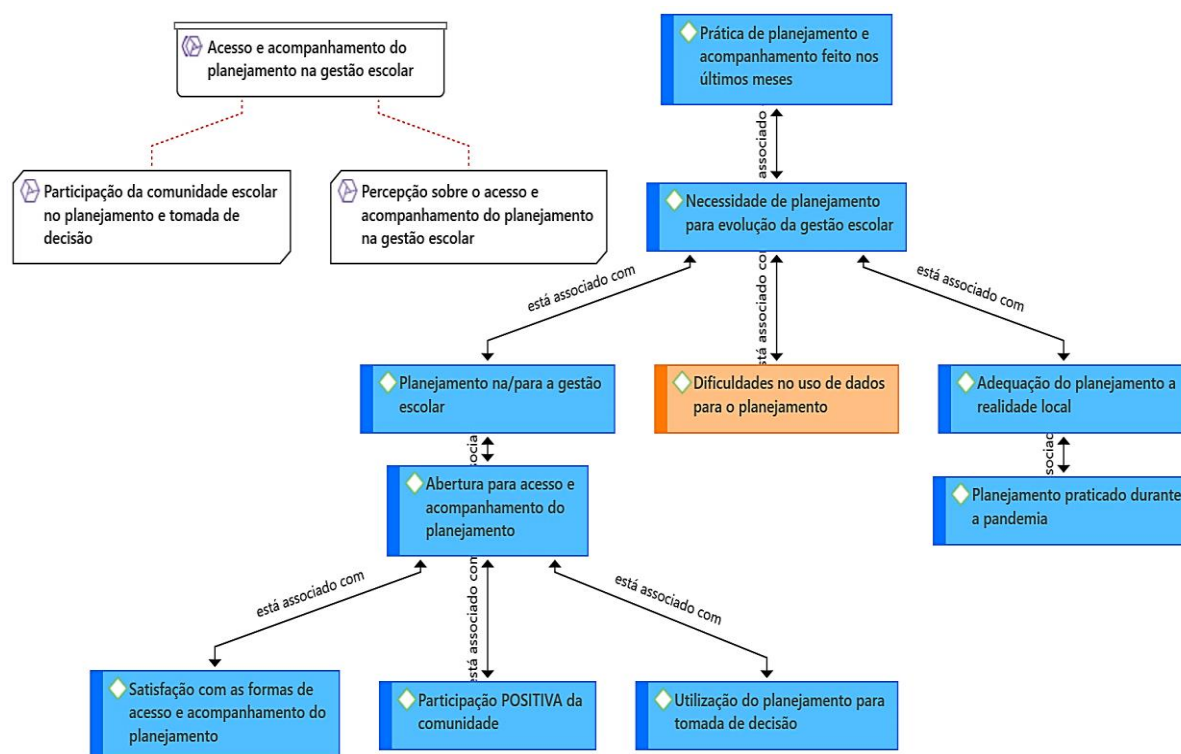 Acesso e acompanhamento do
planejamento na gestão escolar
Prática de planejamento e
acompanhamento feito nos
últimos meses
associado
Participação da comunidade escolar
no planejamento e tomada de
decisão
Percepção sobre o acesso e
acompanhamento do planejamento
na gestão escolar
Necessidade de planejamento
para evolução da gestão escolar
está associado com
está associado co
está associado com
Planejamento na/para a gestão
escolar
Dificuldades no uso de dados
para o planejamento
Adequação do planejamento a
realidade local
Abertura para acesso e
acompanhamento do
planejamento
Planejamento praticado durante
a pandemia
está associado com
está associado com
está associado com
Satisfação com as formas de
acesso e acompanhamento do
planejamento
Participação POSITIVA da
comunidade
Utilização do planejamento para
tomada de decisão